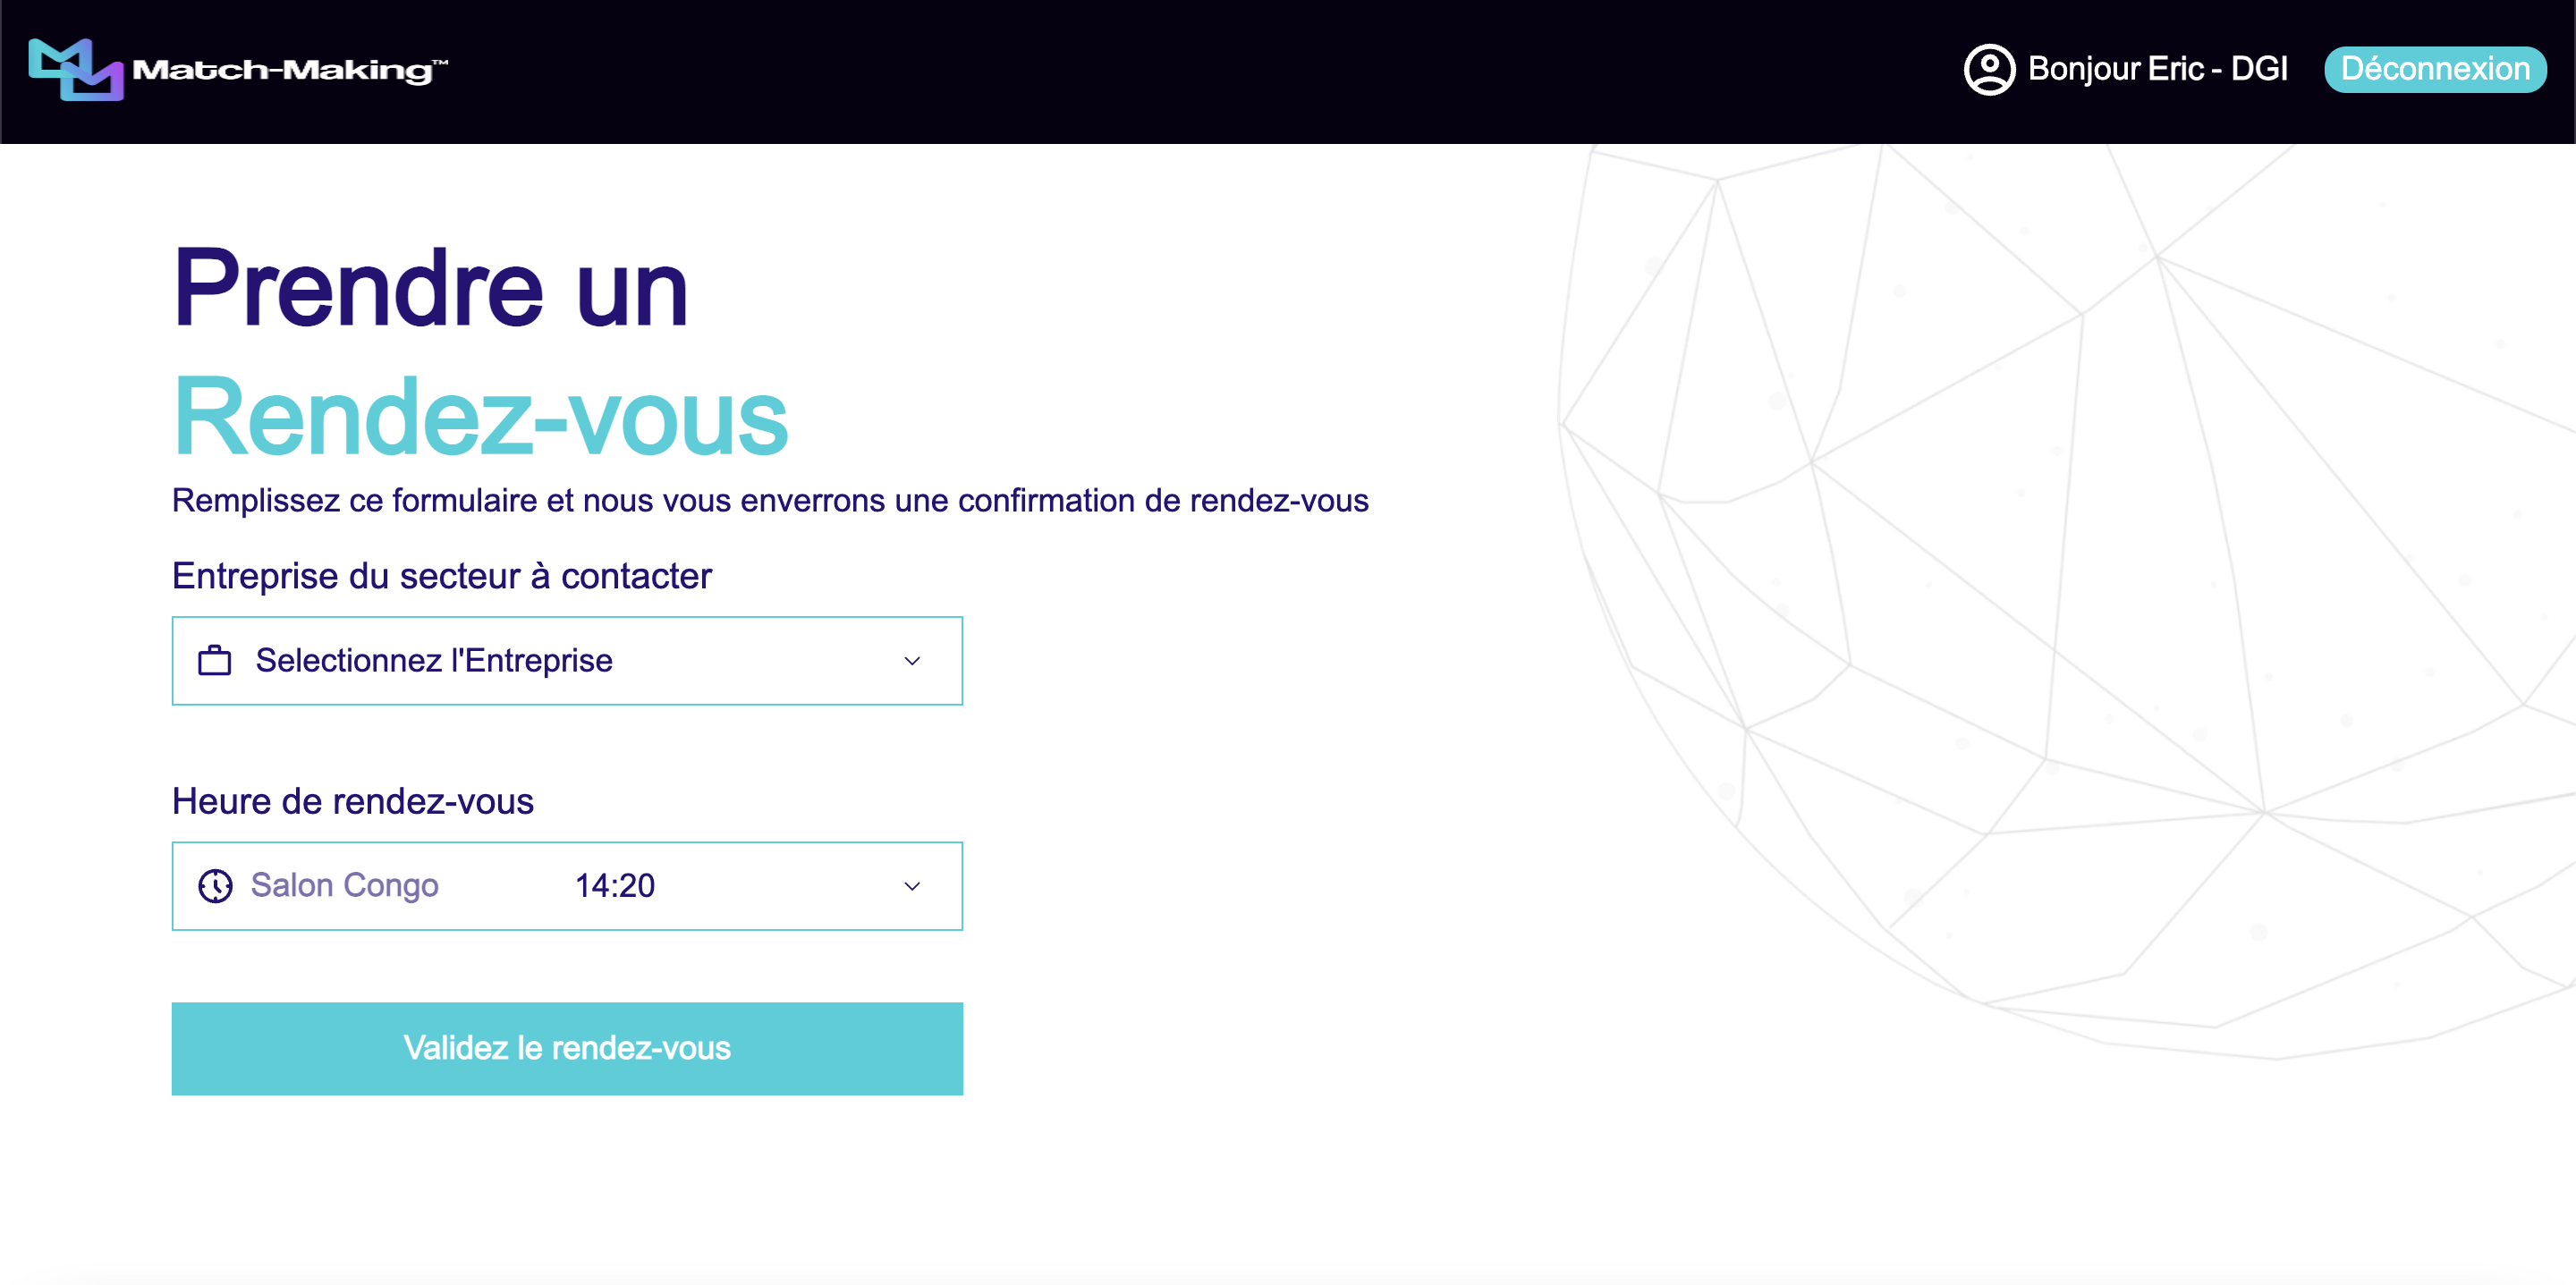 Match-Making™
Bonjour Eric - DGI
Déconnexion
Prendre un
Rendez-vous
Remplissez ce formulaire et nous vous enverrons une confirmation de rendez-vous
Entreprise du secteur à contacter
Selectionnez l'Entreprise
Heure de rendez-vous
Salon Congo 14:20
Validez le rendez-vous